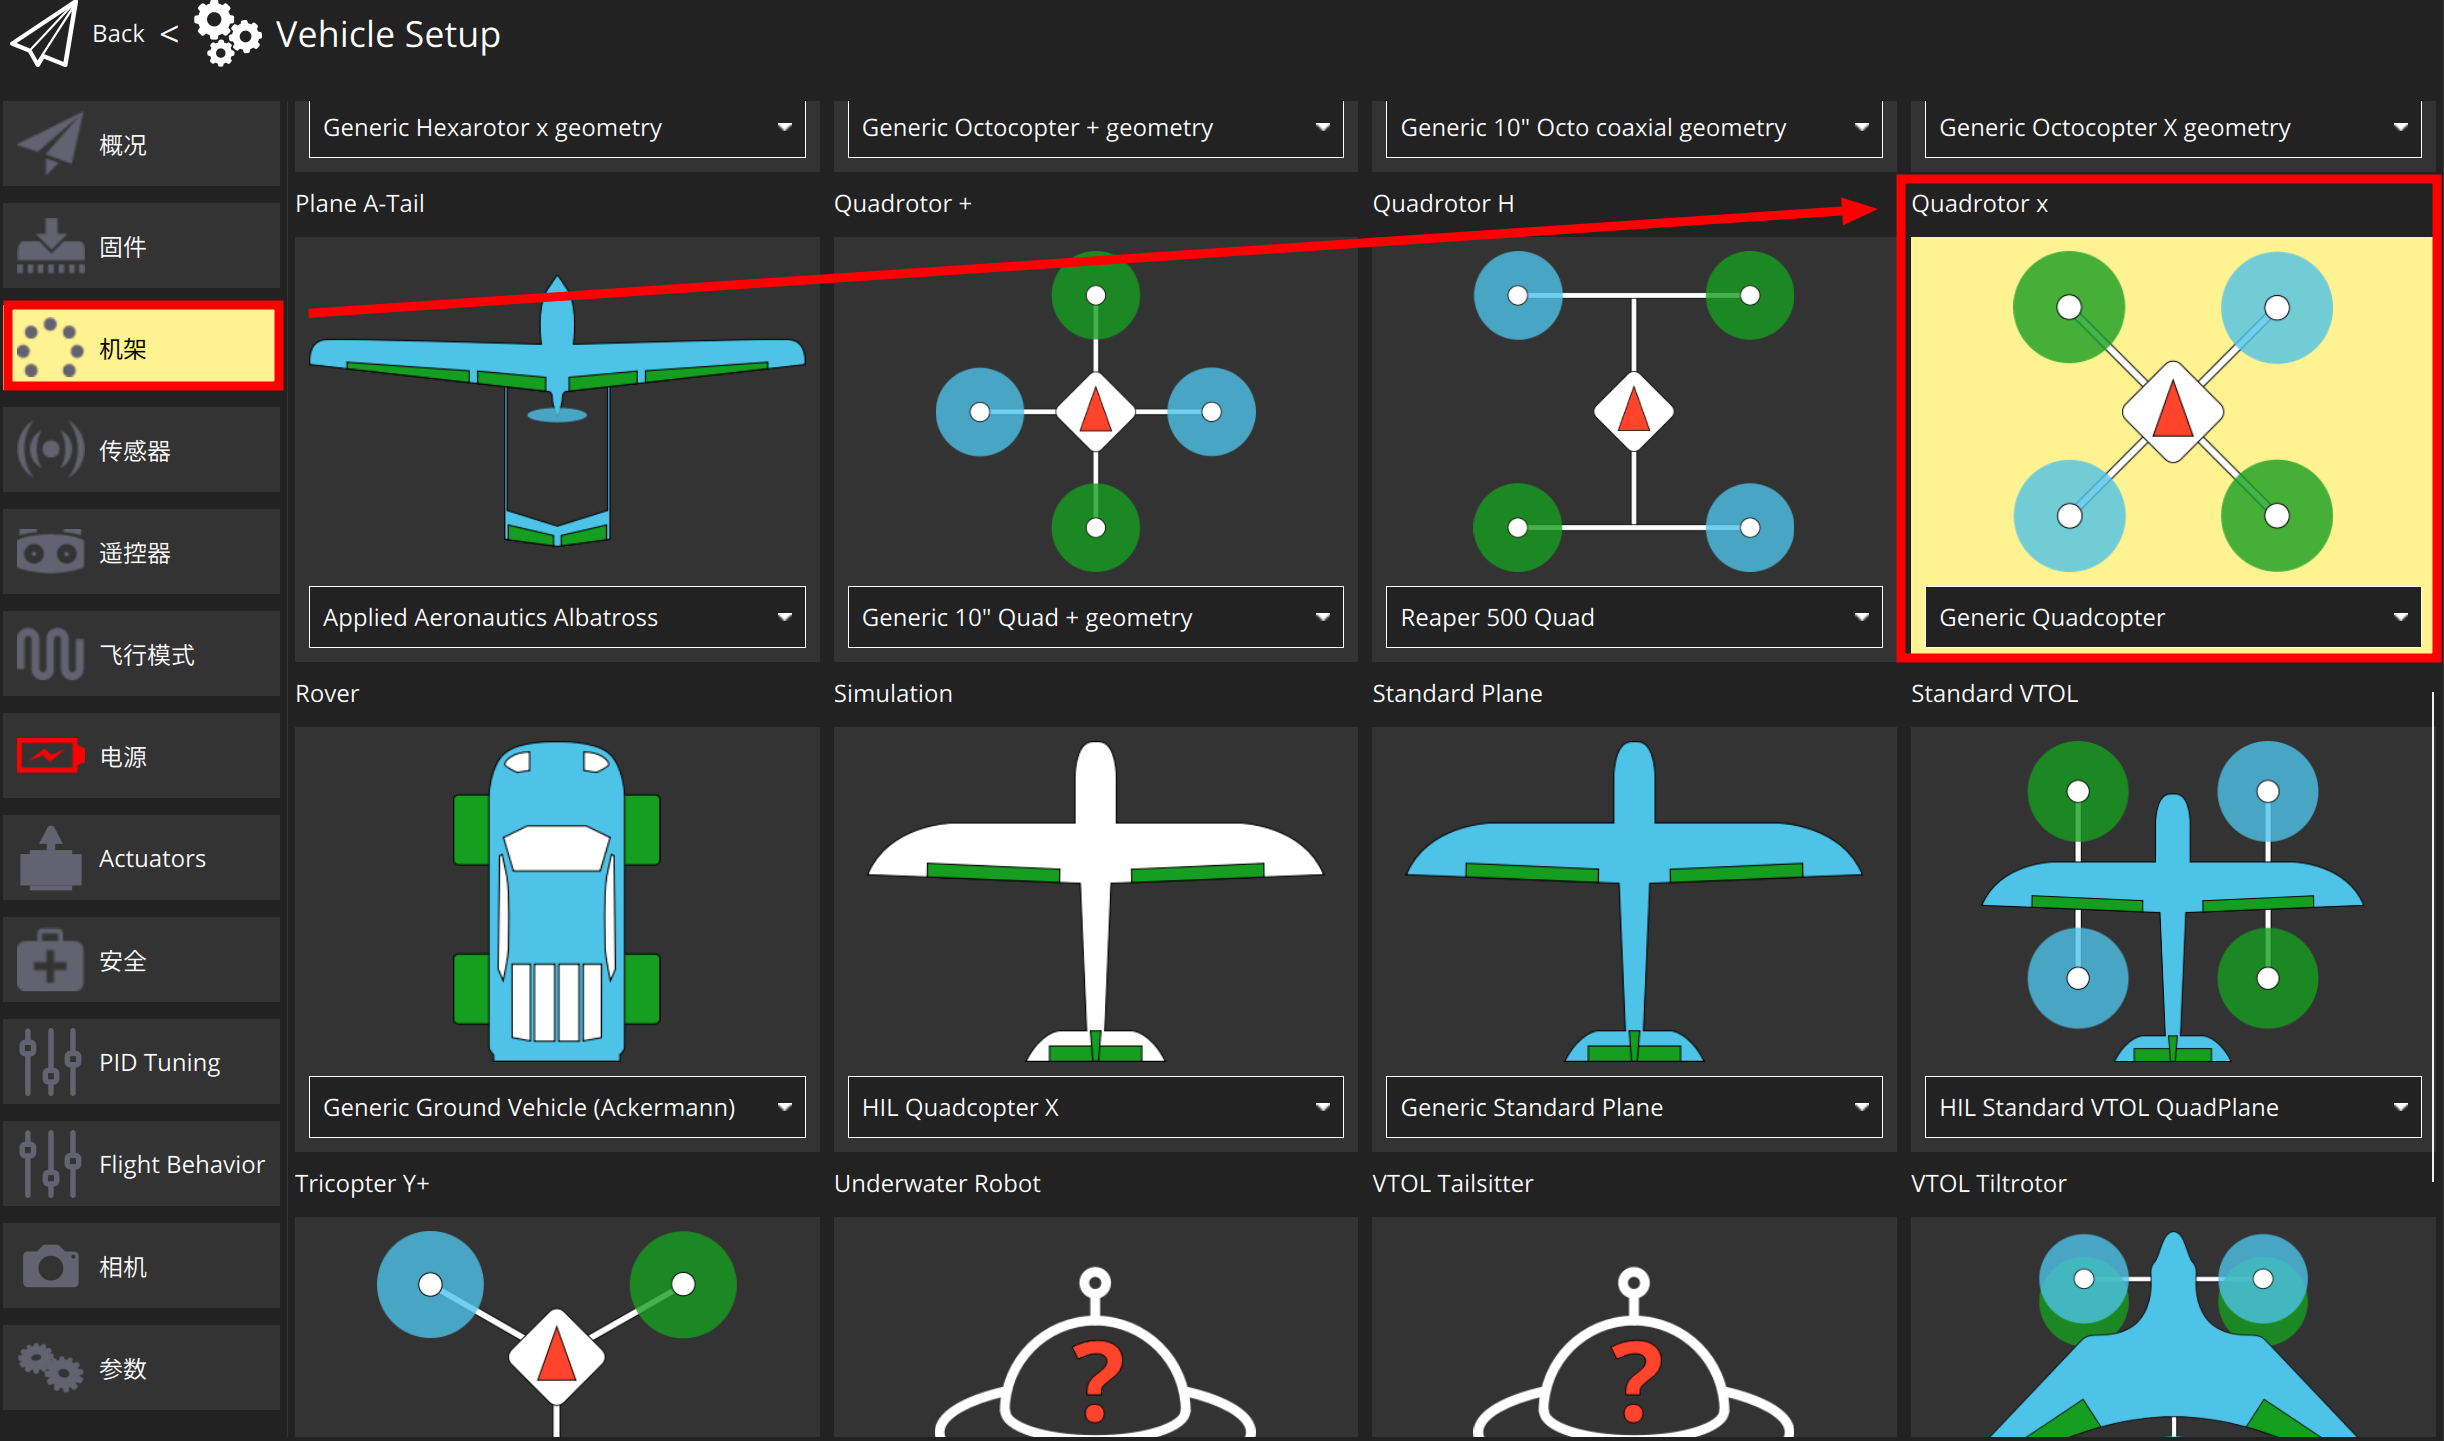 Back < Vehicle Setup
概况
固件
机架
传感器
遥控器
飞行模式
电源
Actuators
安全
PID Tuning
Flight Behavior
相机
参数
Generic Hexarotor x geometry
Generic Octocopter + geometry
Generic 10" Octo coaxial geometry
Generic Octocopter X geometry
Plane A-Tail
Quadrotor +
Quadrotor H
Quadrotor x
Applied Aeronautics Albatross
Generic 10" Quad + geometry
Reaper 500 Quad
Generic Quadcopter
Rover
Simulation
Standard Plane
Standard VTOL
Generic Ground Vehicle (Ackermann)
HIL Quadcopter X
Generic Standard Plane
HIL Standard VTOL QuadPlane
Tricopter Y+
Underwater Robot
VTOL Tailsitter
VTOL Tiltrotor
?
?